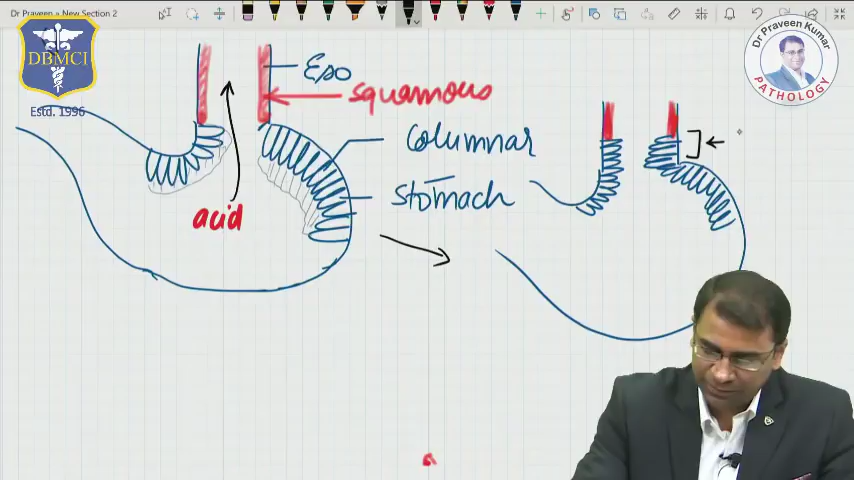 Dr Praveen a New Section 2
DBMCI
Estd. 1996
Dr Praveen Kumar
PATHOLOGY
Eso
squamous
Columnar
Stomach
acid